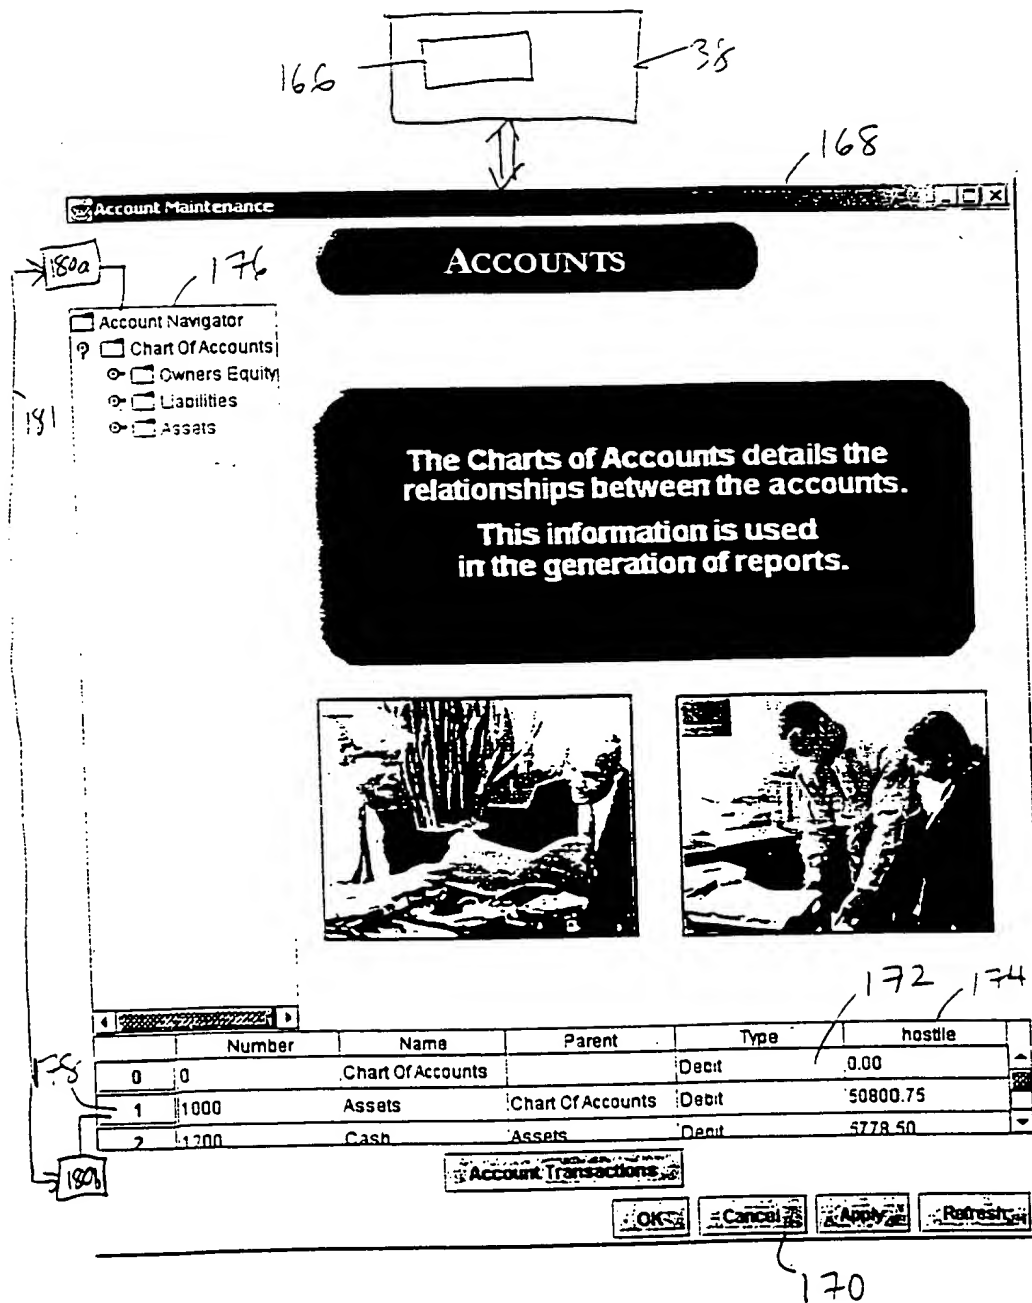 166
38
168
Account Maintenance
180a
176
ACCOUNTS
Account Navigator
Chart Of Accounts
Owners Equity
Liabilities
Assets
181
The Charts of Accounts details the
relationships between the accounts.
This information is used
in the generation of reports.
172
174
Number Name Parent Type hostile
0 0 Chart Of Accounts Debit 0.00
1 1000 Assets Chart Of Accounts Debit 50800.75
2 1200 Cash Assets Debit 5778.50
180b
Account Transactions
OK Cancel Apply Refresh
170